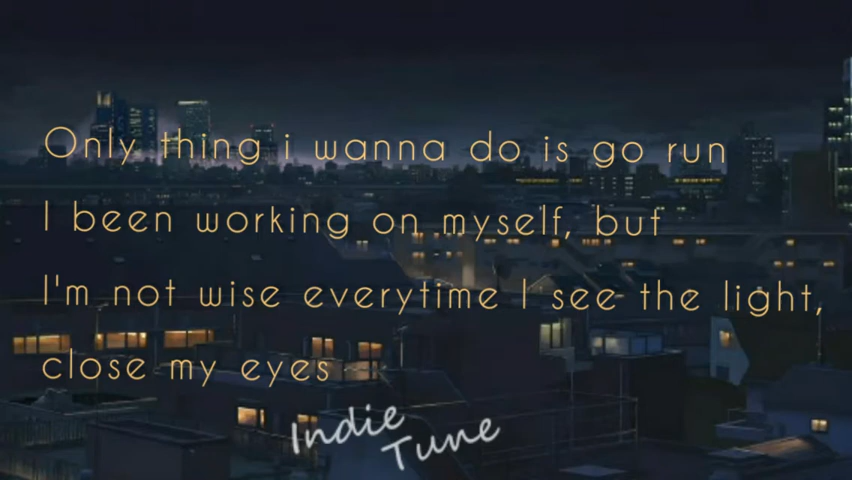 Only thing i wanna do is go run
I been working on myself, but
I'm not wise everytime I see the light,
close my eyes
Indie
Tune